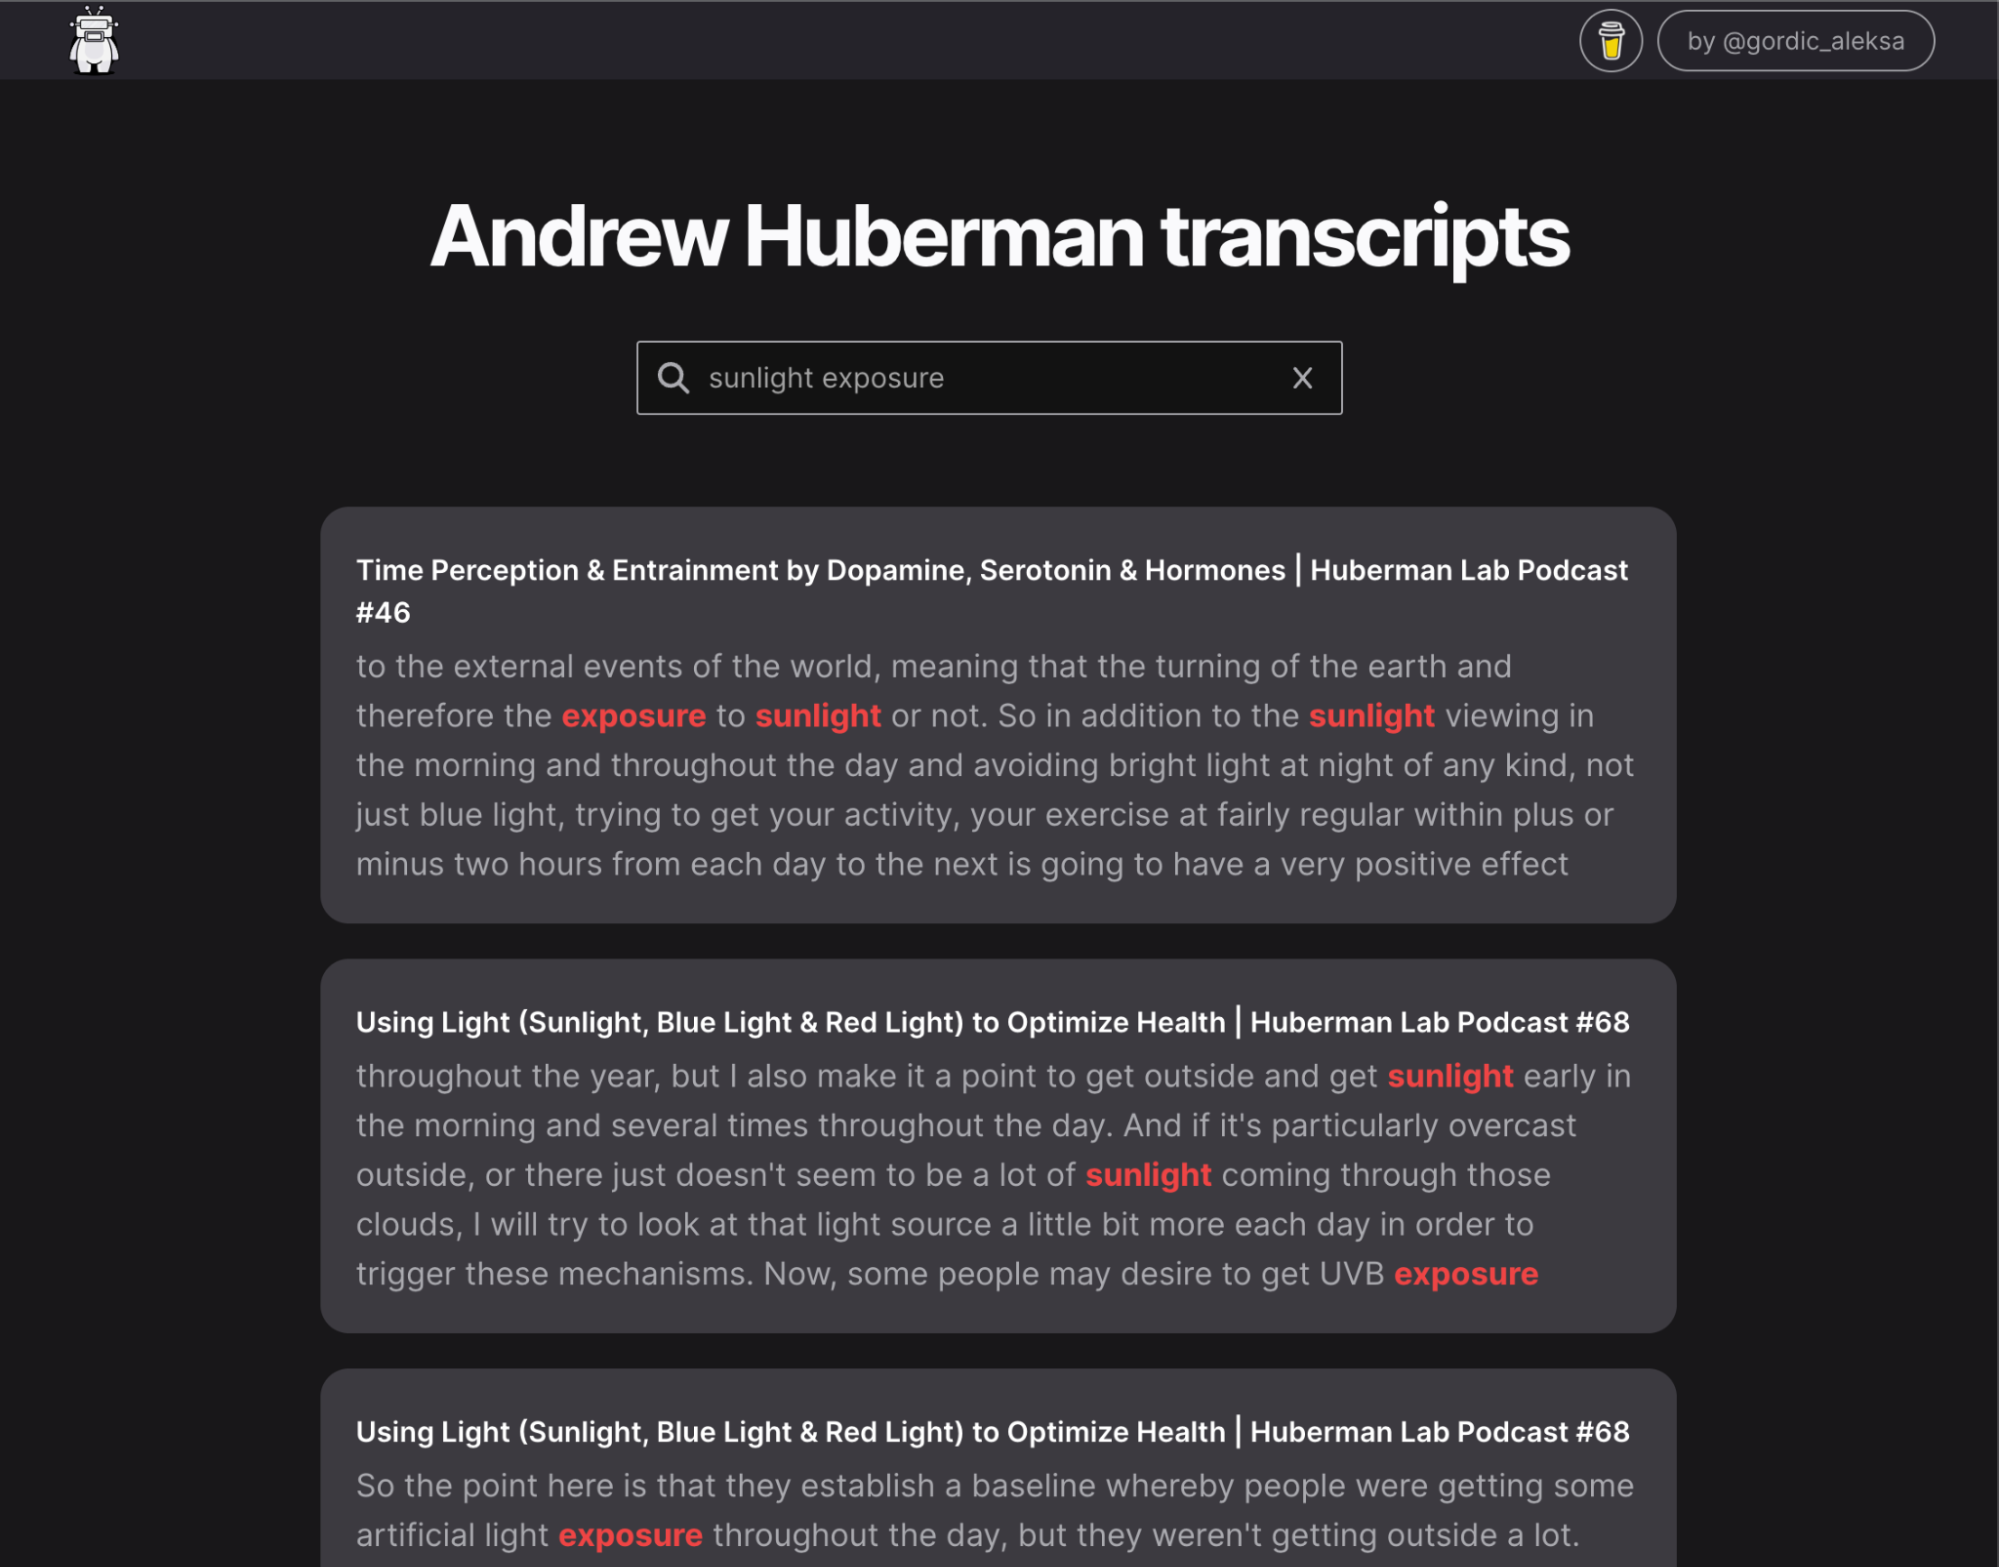 by @gordic_aleksa
Andrew Huberman transcripts
sunlight exposure
Time Perception & Entrainment by Dopamine, Serotonin & Hormones | Huberman Lab Podcast
#46
to the external events of the world, meaning that the turning of the earth and
therefore the exposure to sunlight or not. So in addition to the sunlight viewing in
the morning and throughout the day and avoiding bright light at night of any kind, not
just blue light, trying to get your activity, your exercise at fairly regular within plus or
minus two hours from each day to the next is going to have a very positive effect
Using Light (Sunlight, Blue Light & Red Light) to Optimize Health | Huberman Lab Podcast #68
throughout the year, but I also make it a point to get outside and get sunlight early in
the morning and several times throughout the day. And if it's particularly overcast
outside, or there just doesn't seem to be a lot of sunlight coming through those
clouds, I will try to look at that light source a little bit more each day in order to
trigger these mechanisms. Now, some people may desire to get UVB exposure
Using Light (Sunlight, Blue Light & Red Light) to Optimize Health | Huberman Lab Podcast #68
So the point here is that they establish a baseline whereby people were getting some
artificial light exposure throughout the day, but they weren't getting outside a lot.